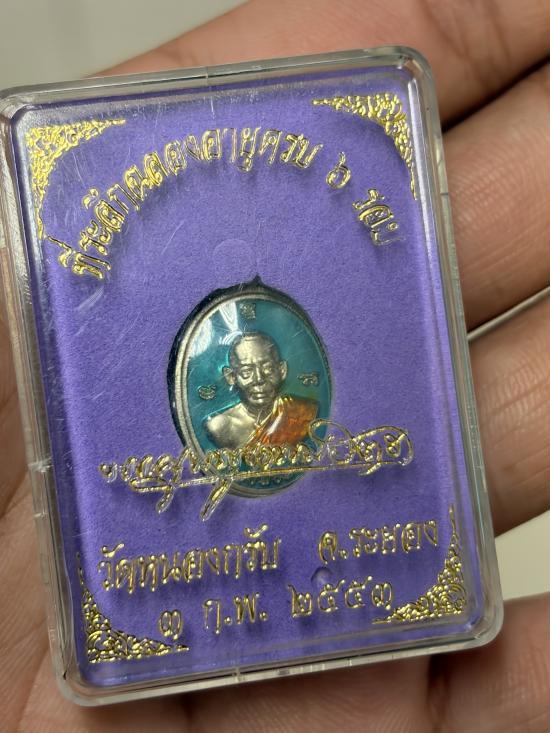 ที่ระลึกฉลองอายุครบ ๖ รอบ
วัดหนองกรับ จ.ระยอง
๓ ก.พ. ๒๕๕๓